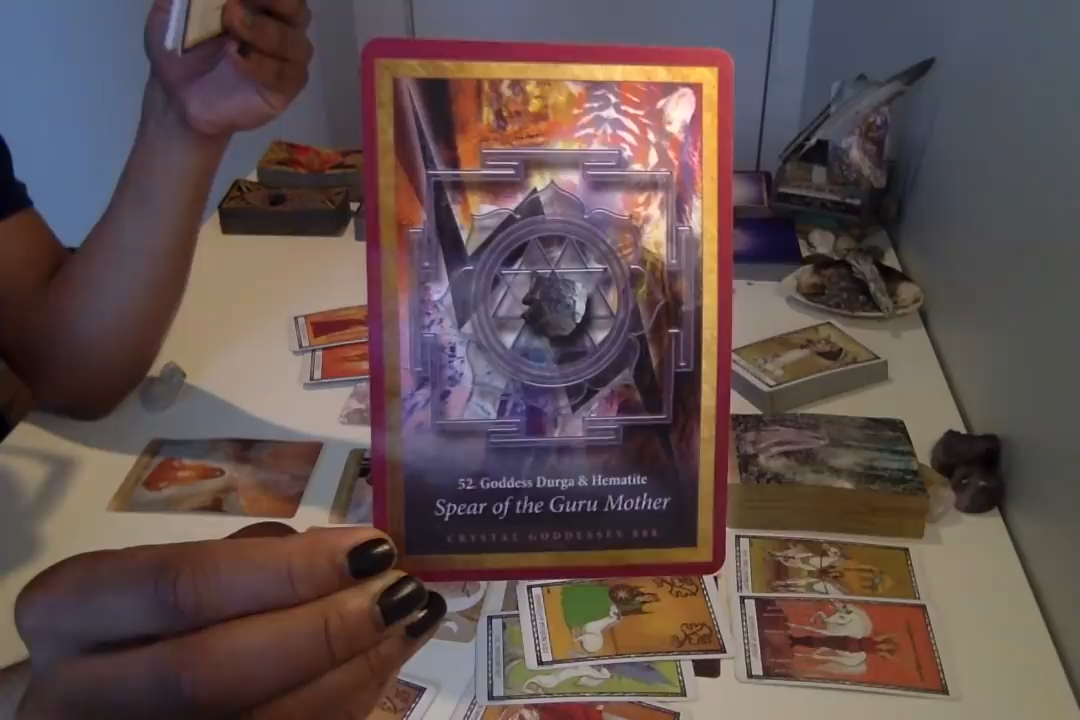 52. Goddess Durga & Hematite
Spear of the Guru Mother
CRYSTAL GODDESSES 888